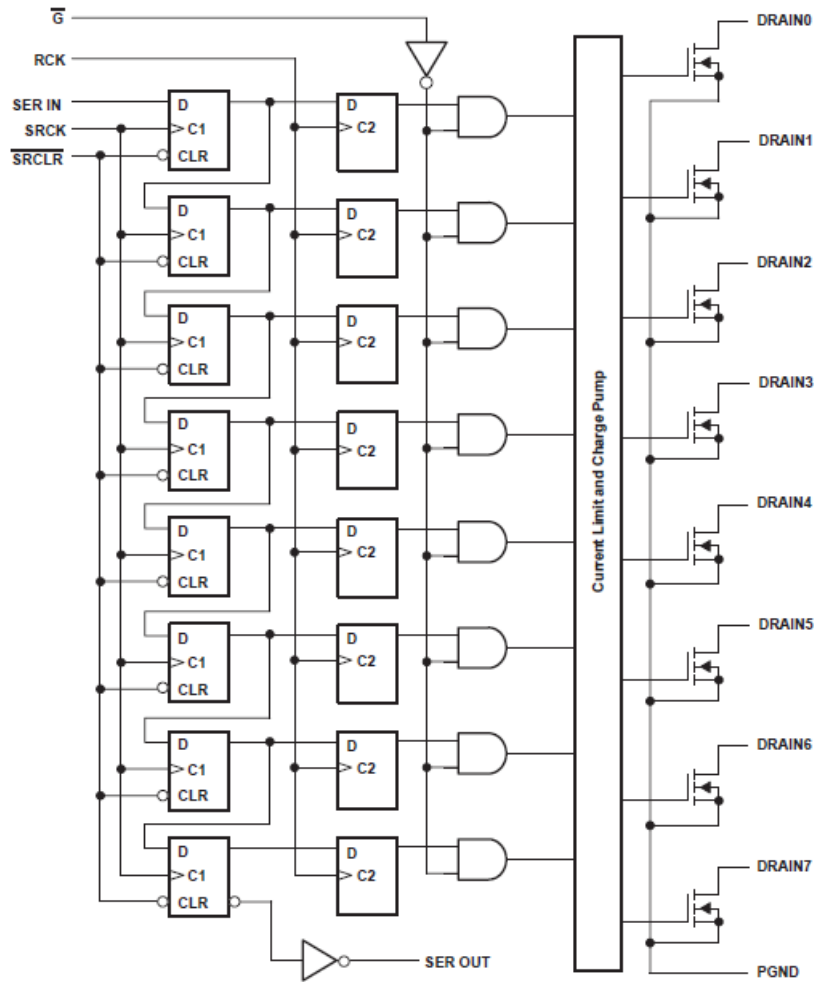 G̅
DRAIN0
RCK
SER IN
D
D
SRCK
C1
C2
DRAIN1
S̅R̅C̅L̅R̅
CLR
D
D
C1
C2
CLR
DRAIN2
D
D
C1
C2
CLR
DRAIN3
Current Limit and Charge Pump
D
D
C1
C2
CLR
DRAIN4
D
D
C1
C2
CLR
DRAIN5
D
D
C1
C2
CLR
DRAIN6
D
D
C1
C2
CLR
DRAIN7
D
D
C1
C2
CLR
SER OUT
PGND